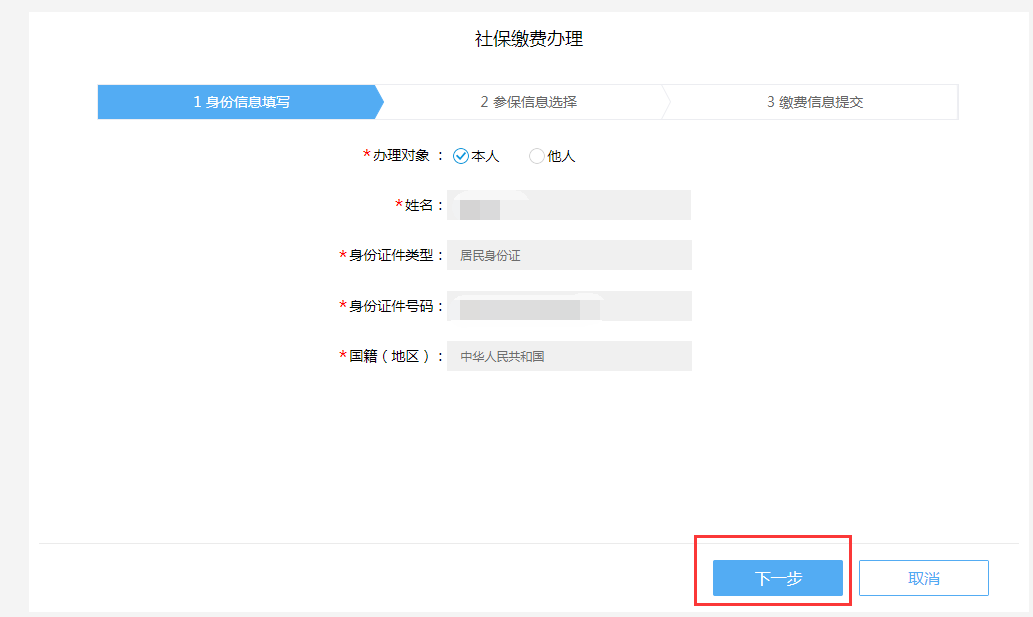 社保缴费办理
1 身份信息填写 2 参保信息选择 3 缴费信息提交
*办理对象 : 本人 他人
*姓名 :
*身份证件类型 : 居民身份证
*身份证件号码 :
*国籍 ( 地区 ) : 中华人民共和国
下一步 取消